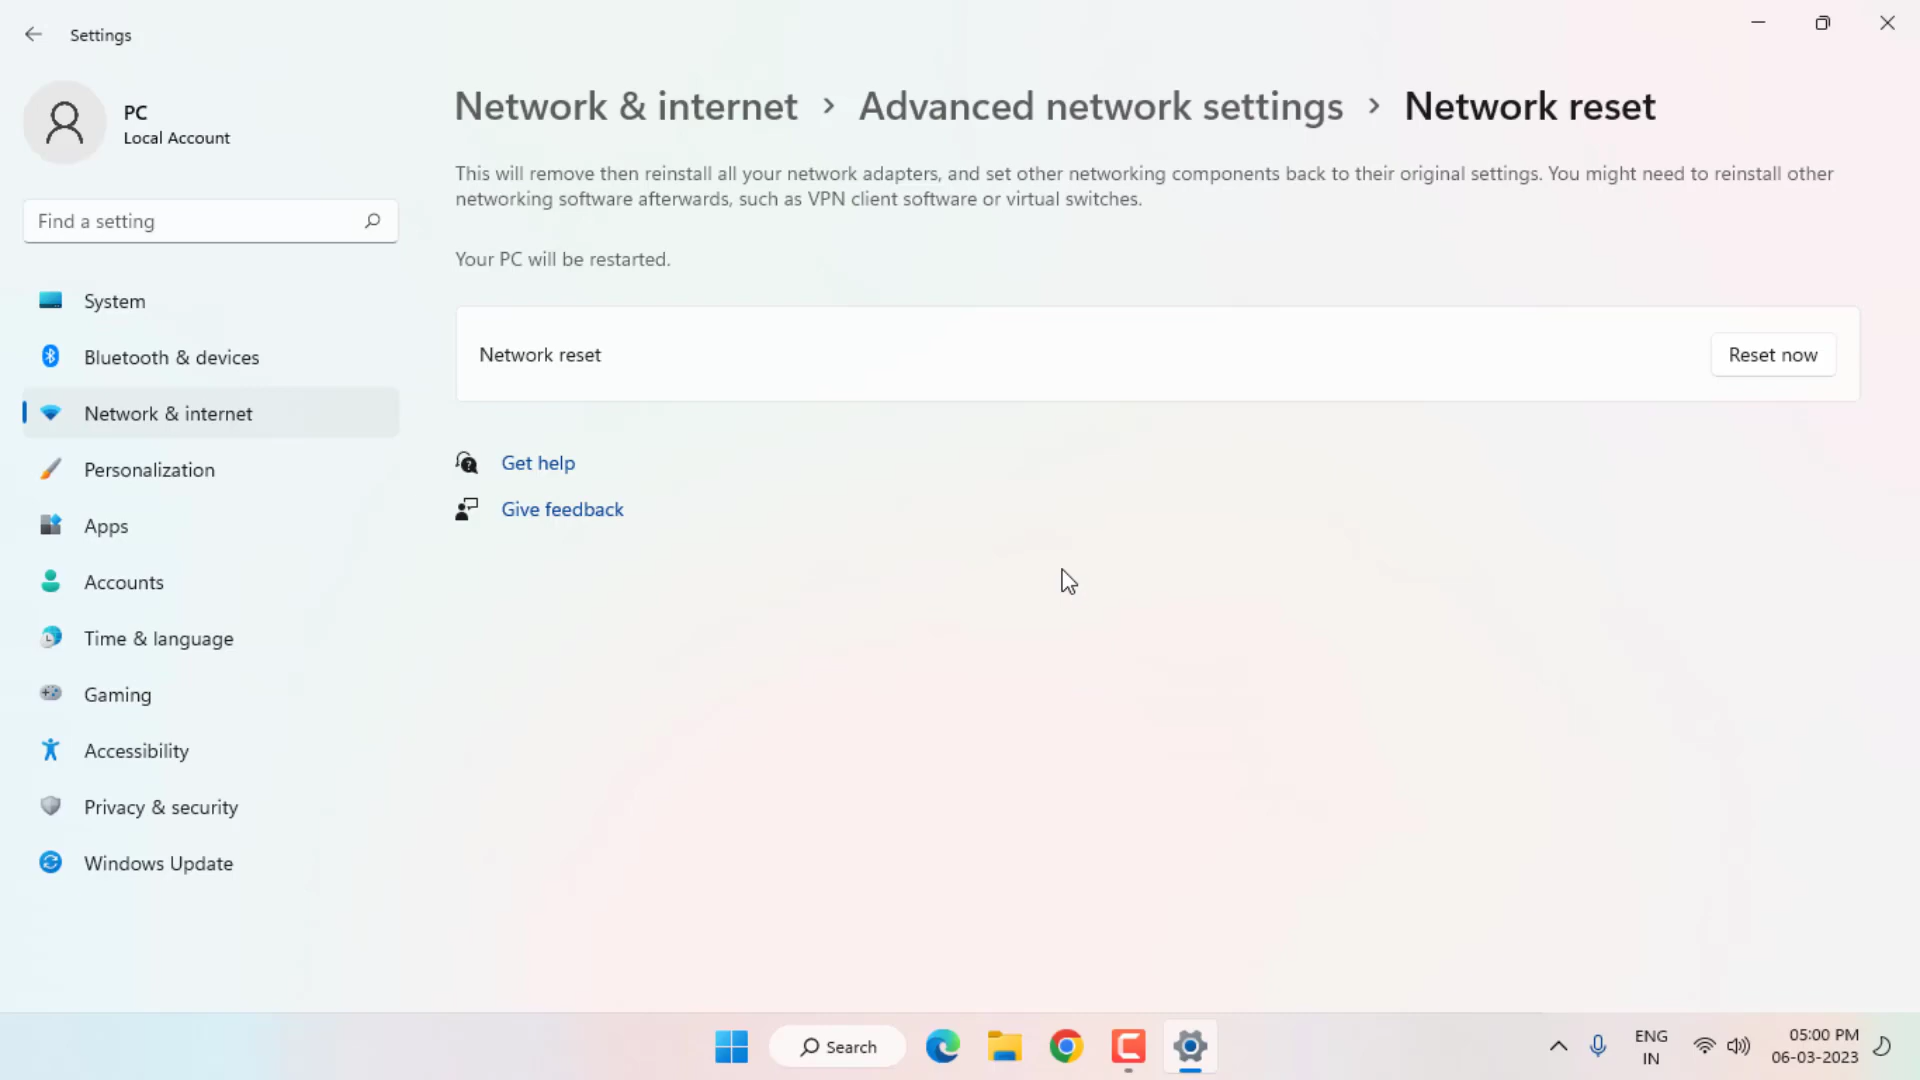 Settings
PC
Local Account
Find a setting
System
Bluetooth & devices
Network & internet
Personalization
Apps
Accounts
Time & language
Gaming
Accessibility
Privacy & security
Windows Update
Network & internet › Advanced network settings › Network reset
This will remove then reinstall all your network adapters, and set other networking components back to their original settings. You might need to reinstall other
networking software afterwards, such as VPN client software or virtual switches.
Your PC will be restarted.
Network reset
Reset now
Get help
Give feedback
Search
ENG
IN
05:00 PM
06-03-2023